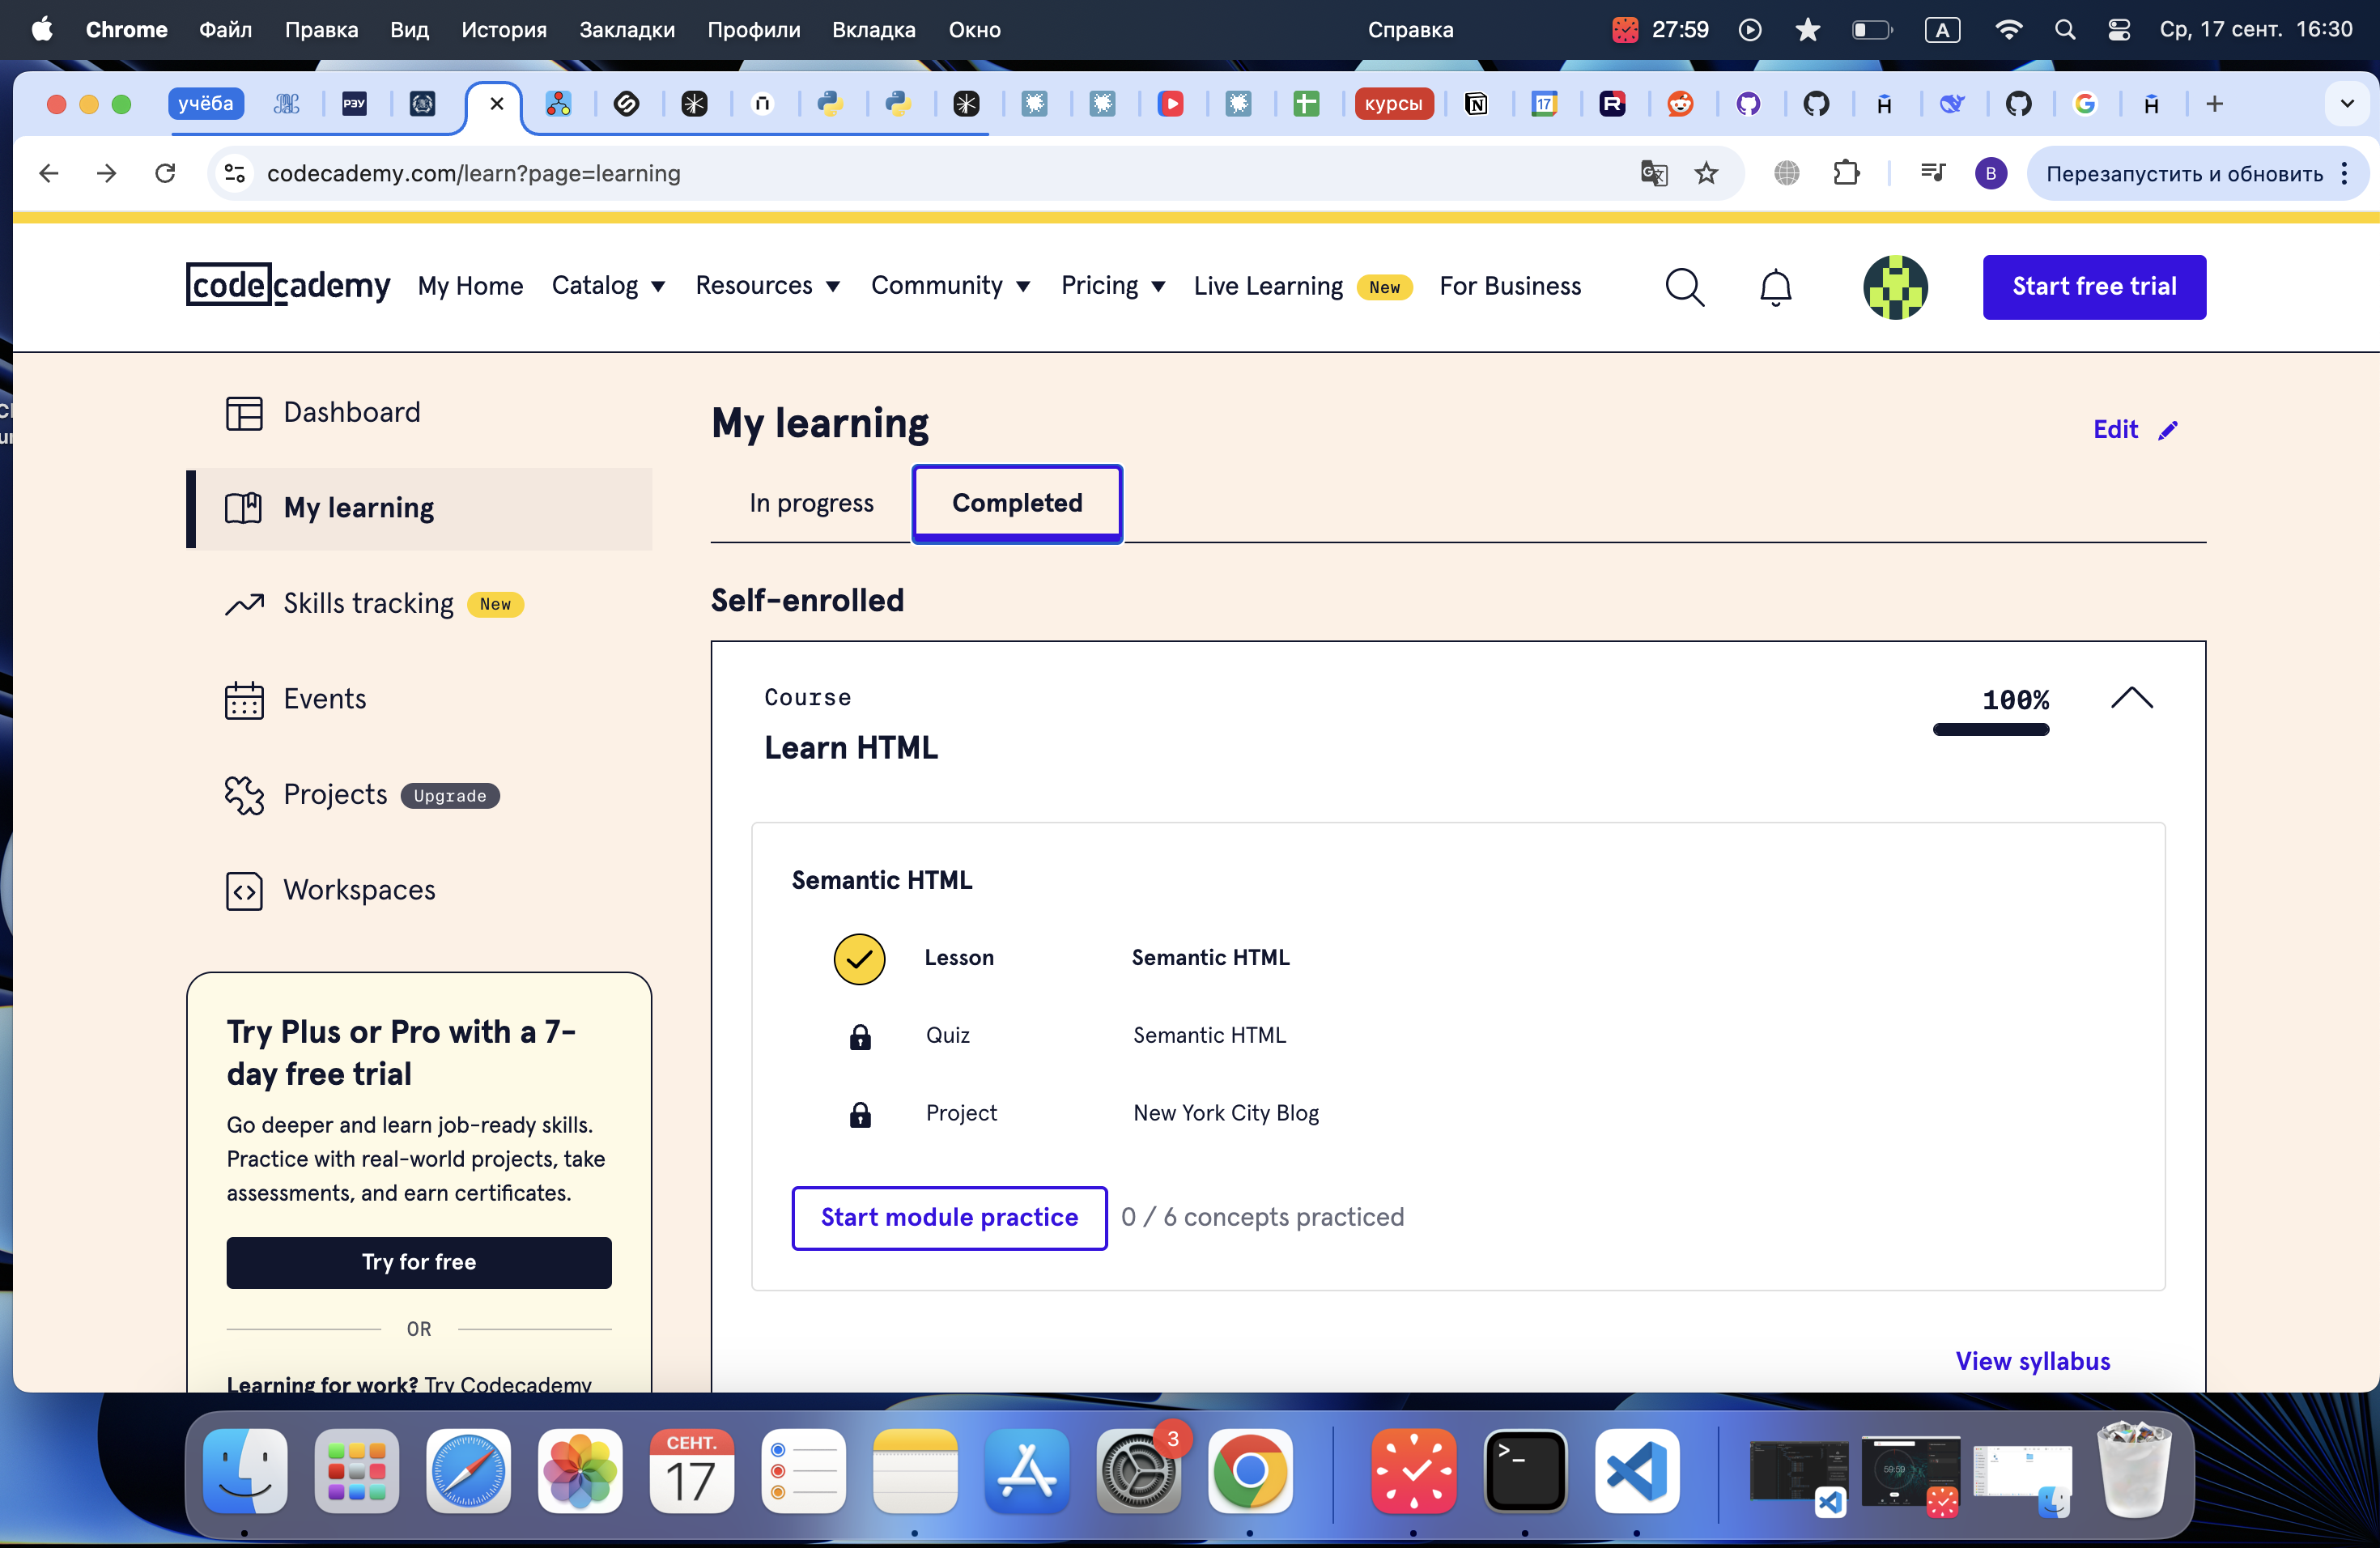 Chrome Файл Правка Вид История Закладки Профили Вкладка Окно Справка 27:59 A Ср, 17 сент. 16:30
учёба РЭУ курсы 17
codecademy.com/learn?page=learning B Перезапустить и обновить
codecademy My Home Catalog Resources Community Pricing Live Learning New For Business Start free trial
Dashboard
My learning
Skills tracking New
Events
Projects Upgrade
Workspaces
Try Plus or Pro with a 7-
day free trial
Go deeper and learn job-ready skills.
Practice with real-world projects, take
assessments, and earn certificates.
Try for free
OR
Learning for work? Try Codecademy
My learning
Edit
In progress Completed
Self-enrolled
Course
100%
Learn HTML
Semantic HTML
Lesson Semantic HTML
Quiz Semantic HTML
Project New York City Blog
Start module practice 0 / 6 concepts practiced
View syllabus
СЕНТ.
17
3
59:59